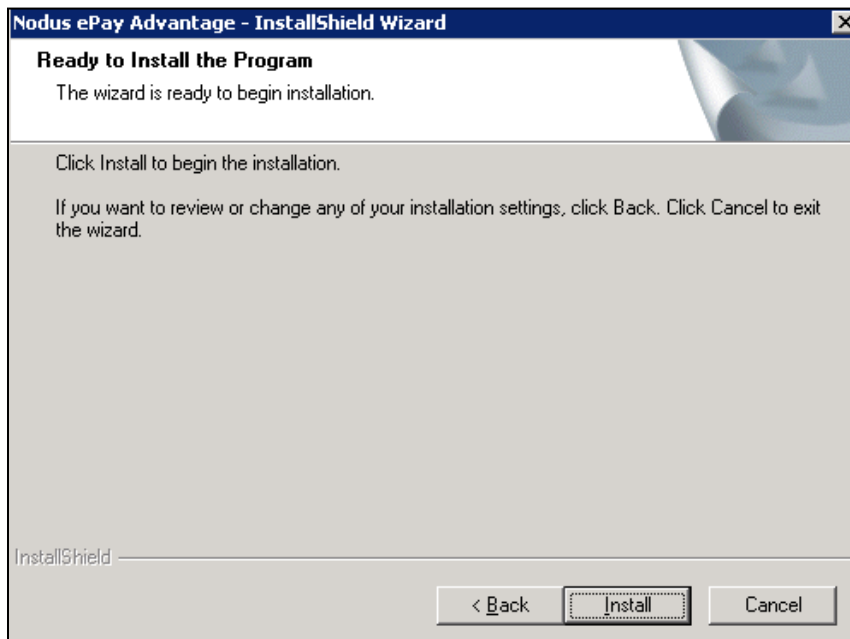 Nodus ePay Advantage - InstallShield Wizard
Ready to Install the Program
The wizard is ready to begin installation.
Click Install to begin the installation.
If you want to review or change any of your installation settings, click Back. Click Cancel to exit
the wizard.
InstallShield
< Back Install Cancel